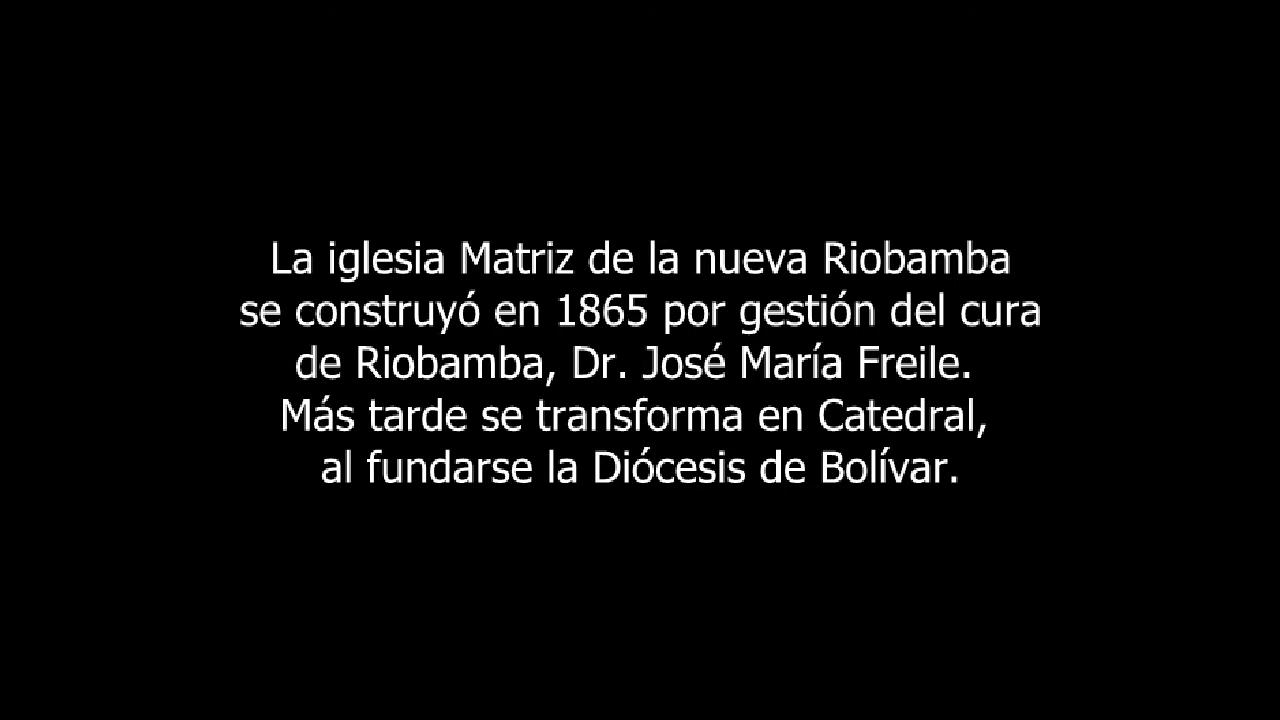 La iglesia Matriz de la nueva Riobamba
se construyó en 1865 por gestión del cura
de Riobamba, Dr. José María Freile.
Más tarde se transforma en Catedral,
al fundarse la Diócesis de Bolívar.